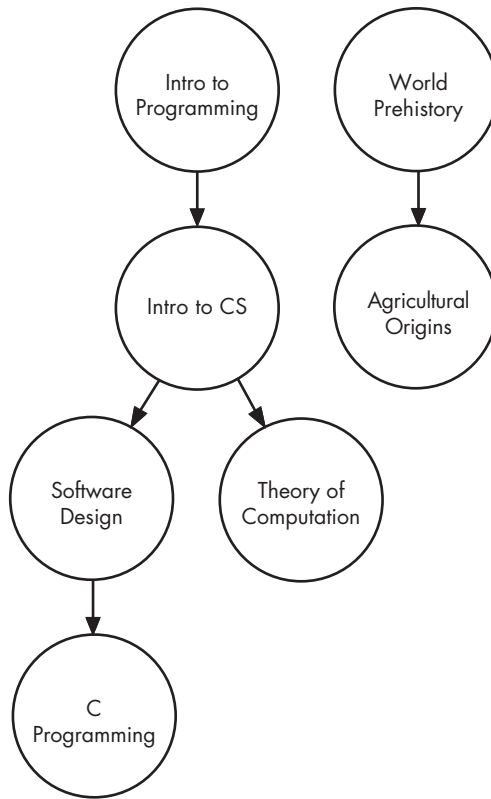 Intro to
Programming
World
Prehistory
Intro to CS
Agricultural
Origins
Software
Design
Theory of
Computation
C
Programming